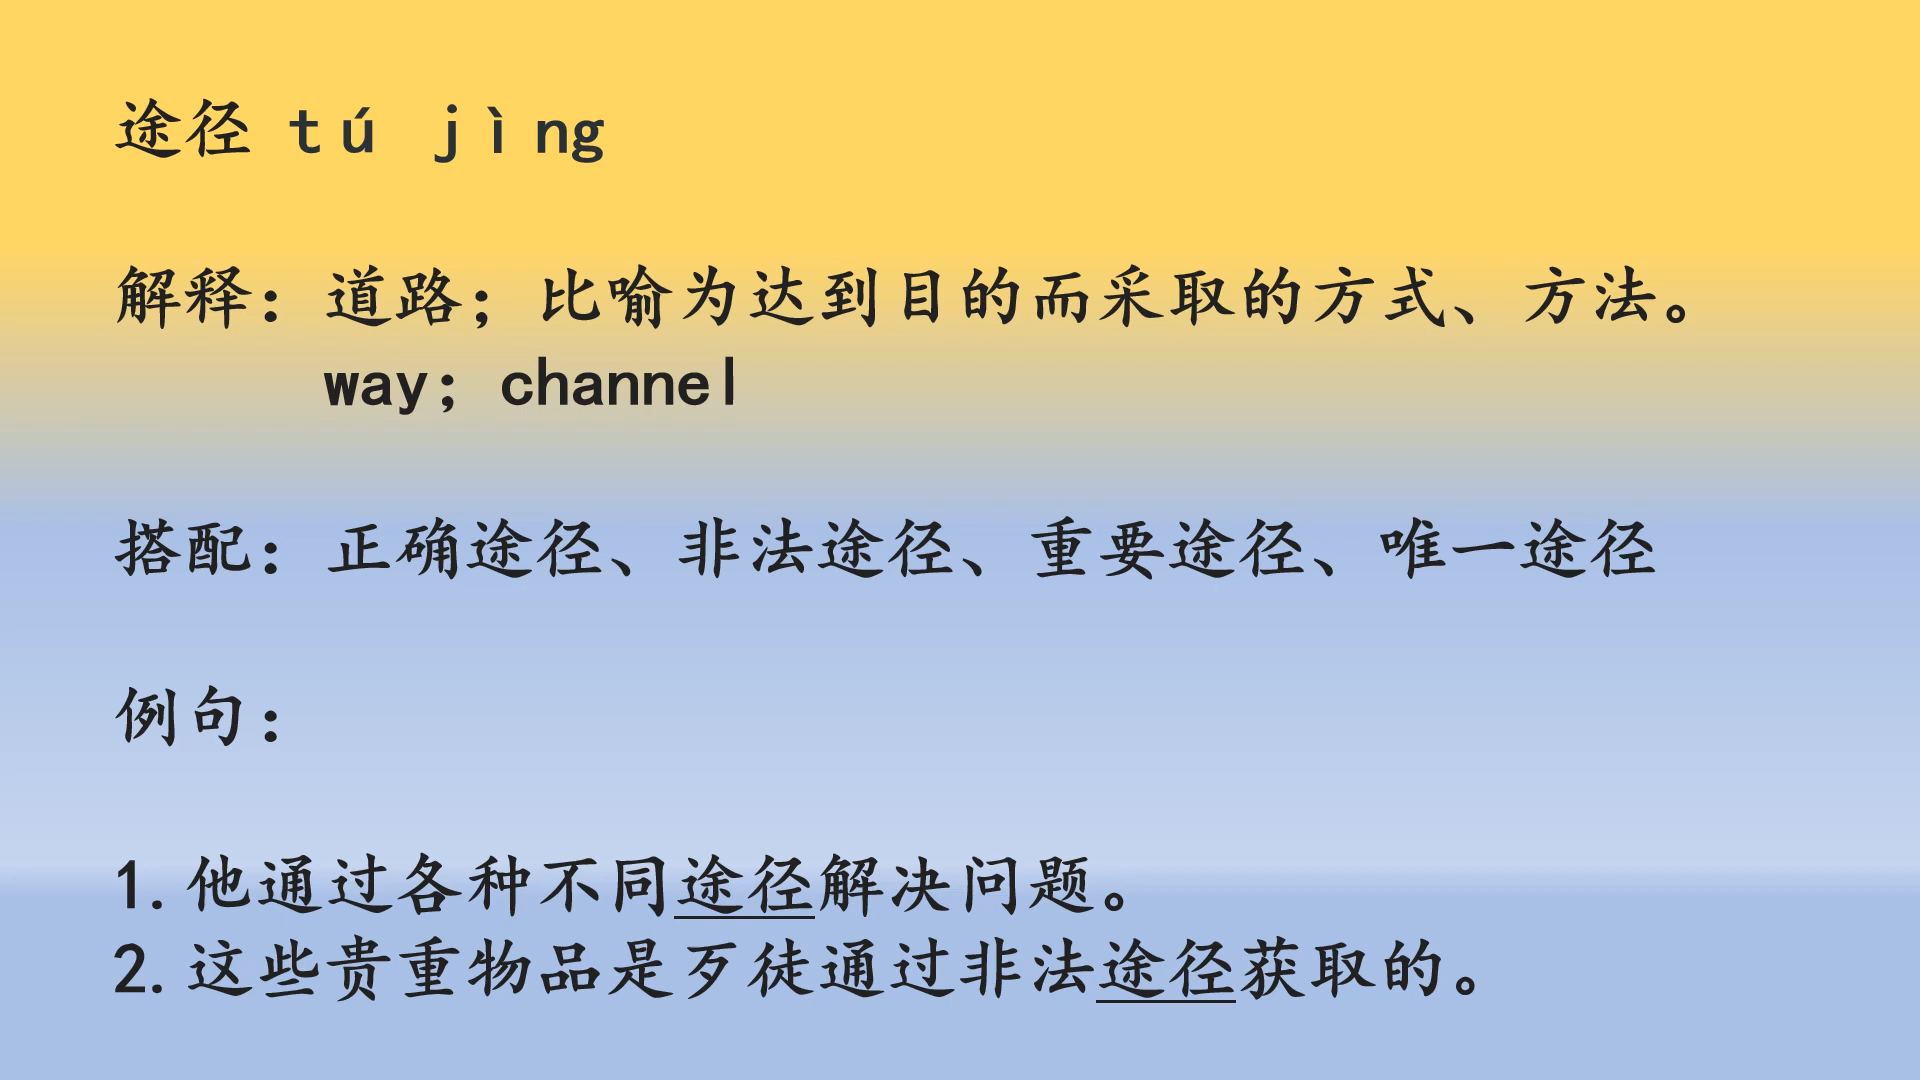 途径 tú jìng
解释：道路；比喻为达到目的而采取的方式、方法。
way；channel
搭配：正确途径、非法途径、重要途径、唯一途径
例句：
1.他通过各种不同途径解决问题。
2.这些贵重物品是歹徒通过非法途径获取的。